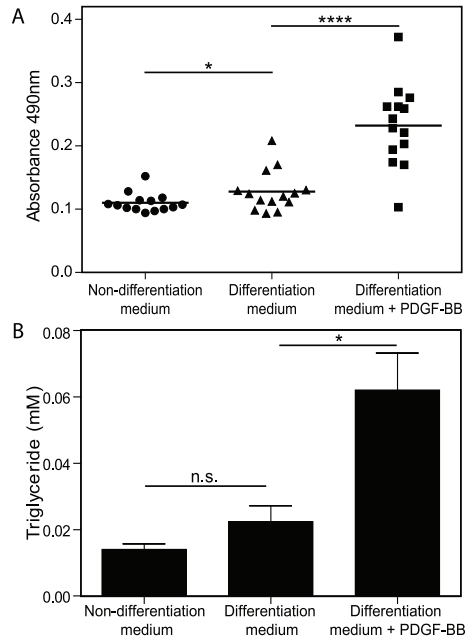 A
Absorbance 490nm
0.4
0.3
0.2
0.1
0.0
*
****
Non-differentiation
medium
Differentiation
medium
Differentiation
medium + PDGF-BB
B
Triglyceride (mM)
0.08
0.06
0.04
0.02
0.00
n.s.
*
Non-differentiation
medium
Differentiation
medium
Differentiation
medium + PDGF-BB